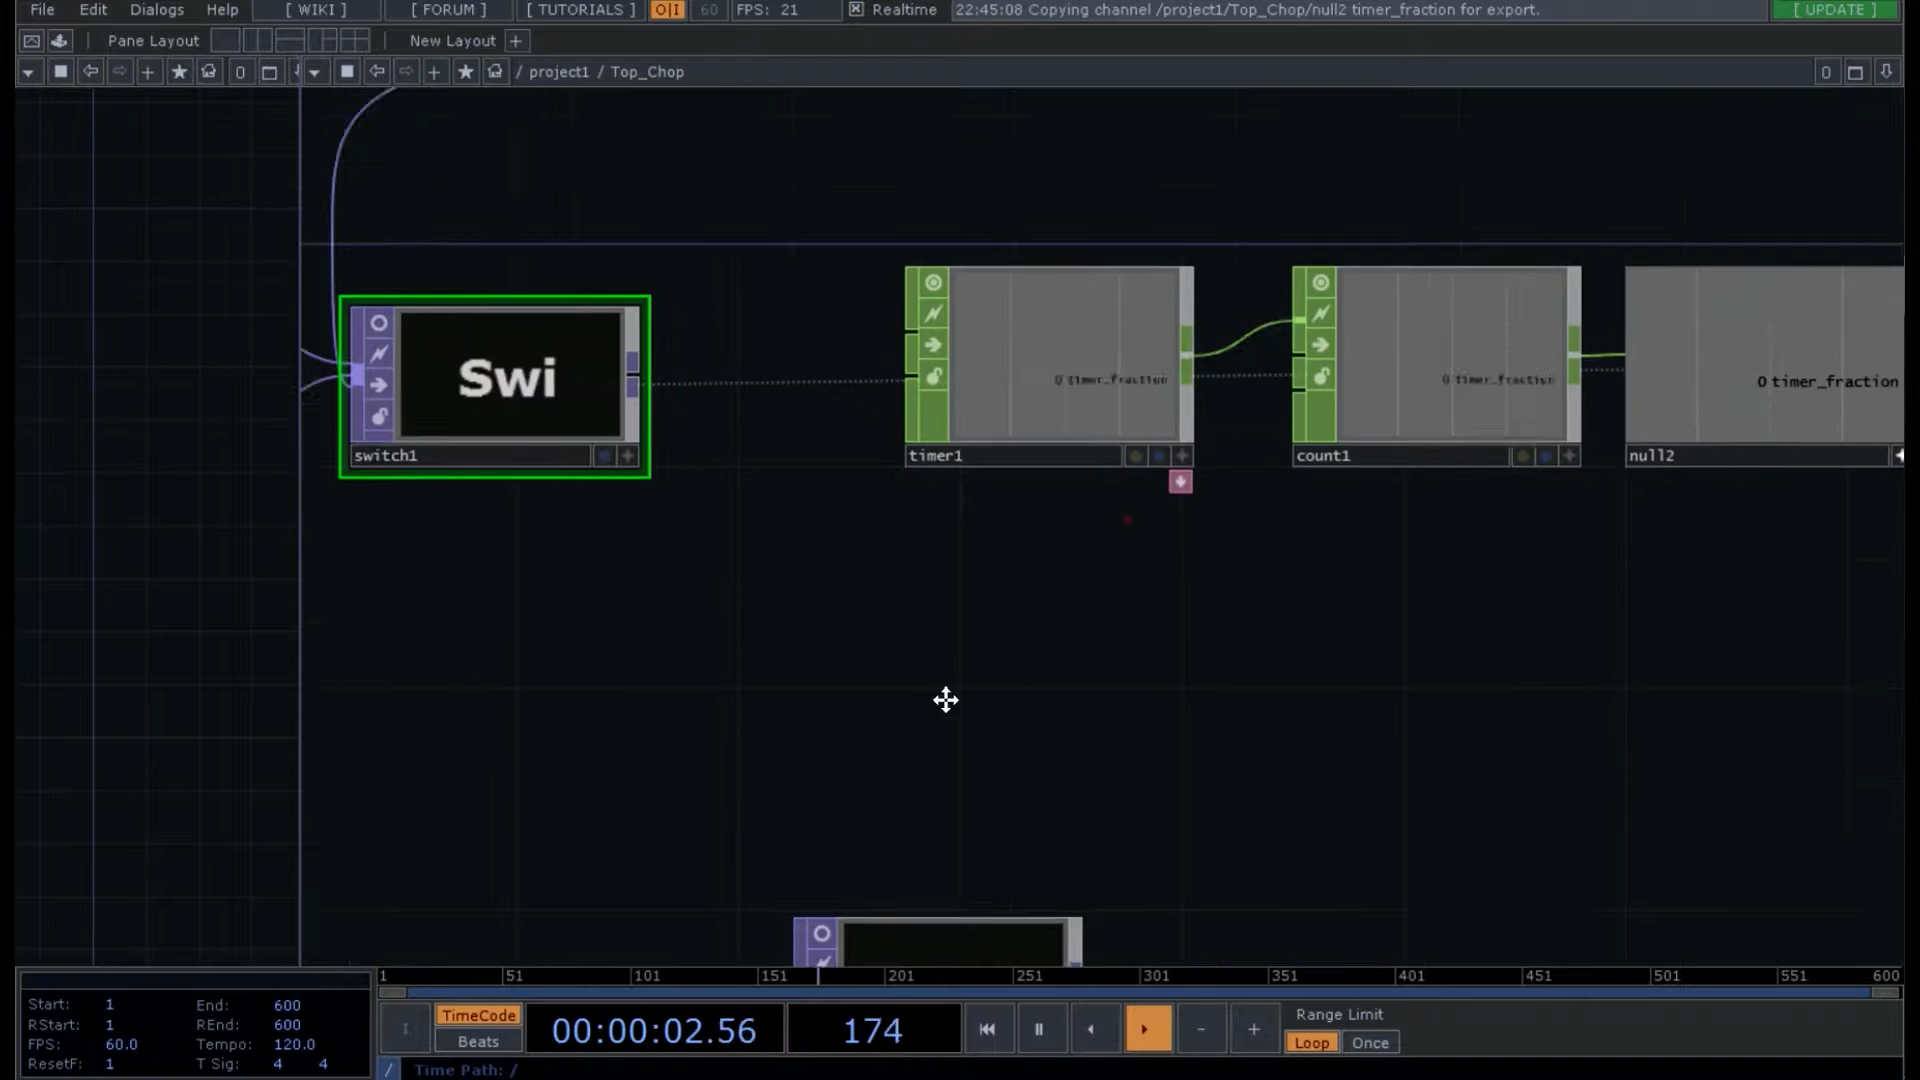 File Edit Dialogs Help [ WIKI ] [ FORUM ] [ TUTORIALS ] O|I 60 FPS: 21 Realtime 22:45:08 Copying channel /project1/Top_Chop/null2 timer_fraction for export. [ UPDATE ]
Pane Layout New Layout +
0 / project1 / Top_Chop 0
Swi
0 timer_fraction 0 timer_fraction 0 timer_fraction
switch1 timer1 count1 null2
1 51 101 151 201 251 301 351 401 451 501 551 600
Start: 1 End: 600
RStart: 1 REnd: 600
FPS: 60.0 Tempo: 120.0
ResetF: 1 T Sig: 4 4
I TimeCode 00:00:02.56 174 - + Range Limit
Beats Loop Once
/ Time Path: /